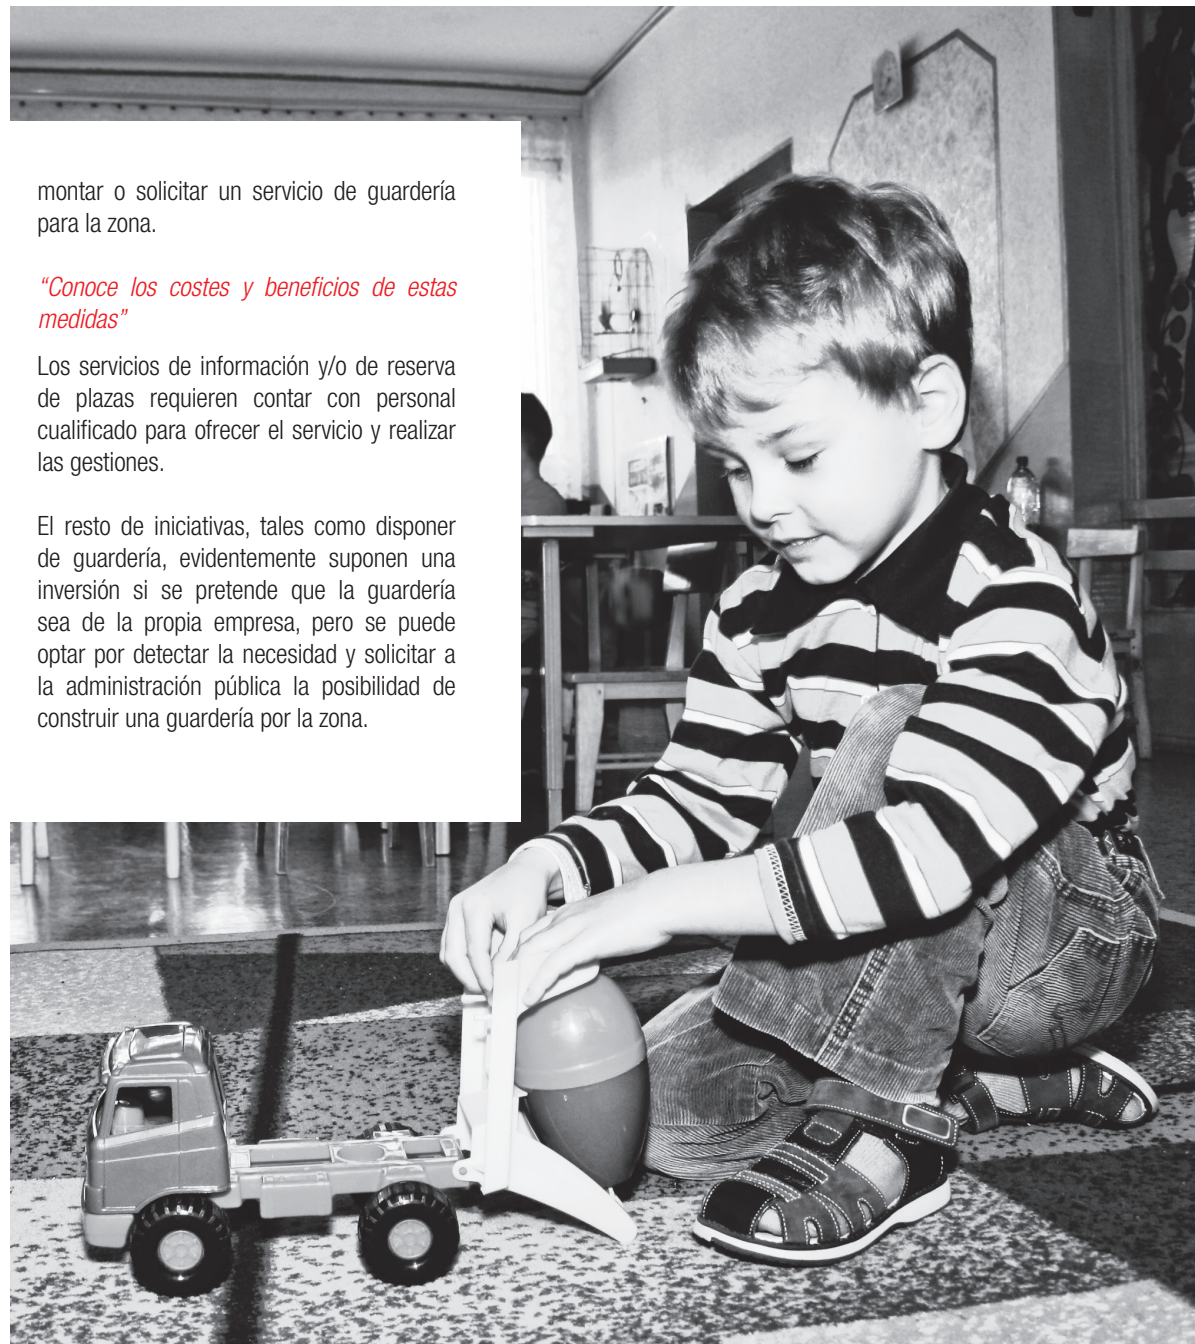 montar o solicitar un servicio de guardería
para la zona.
“Conoce los costes y beneficios de estas
medidas”
Los servicios de información y/o de reserva
de plazas requieren contar con personal
cualificado para ofrecer el servicio y realizar
las gestiones.
El resto de iniciativas, tales como disponer
de guardería, evidentemente suponen una
inversión si se pretende que la guardería
sea de la propia empresa, pero se puede
optar por detectar la necesidad y solicitar a
la administración pública la posibilidad de
construir una guardería por la zona.